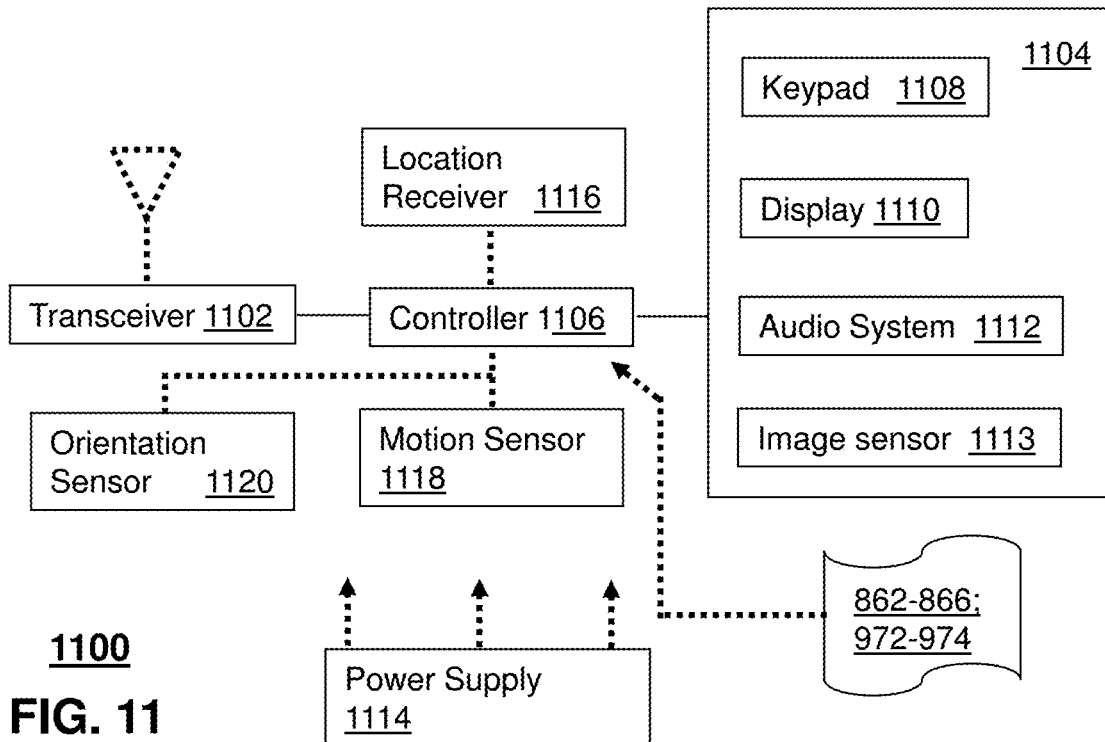 1104
Keypad 1108
Location
Receiver 1116
Display 1110
Transceiver 1102
Controller 1106
Audio System 1112
Orientation
Sensor 1120
Motion Sensor
1118
Image sensor 1113
862-866;
972-974
Power Supply
1114
1100
FIG. 11